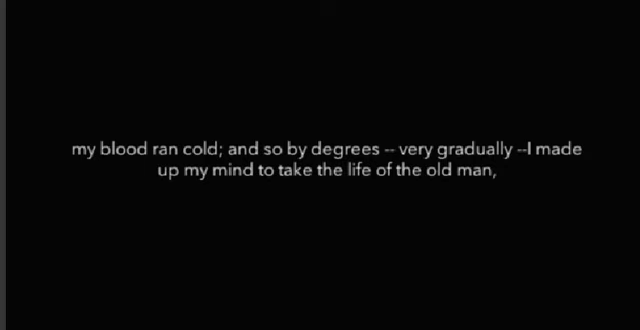 my blood ran cold; and so by degrees -- very gradually --I made
up my mind to take the life of the old man,